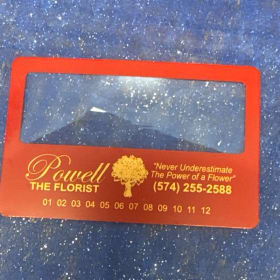 Powell
THE FLORIST
"Never Underestimate
The Power of a Flower"
(574) 255-2588
01 02 03 04 05 06 07 08 09 10 11 12